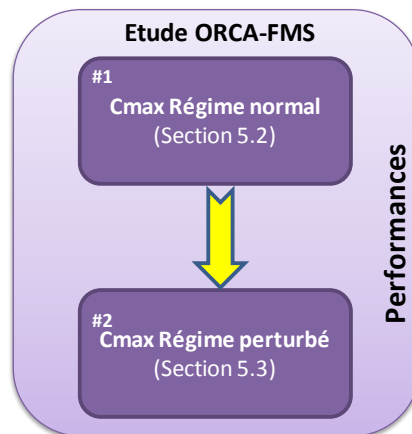 Etude ORCA-FMS
#1
Cmax Régime normal
(Section 5.2)
Performances
#2
Cmax Régime perturbé
(Section 5.3)